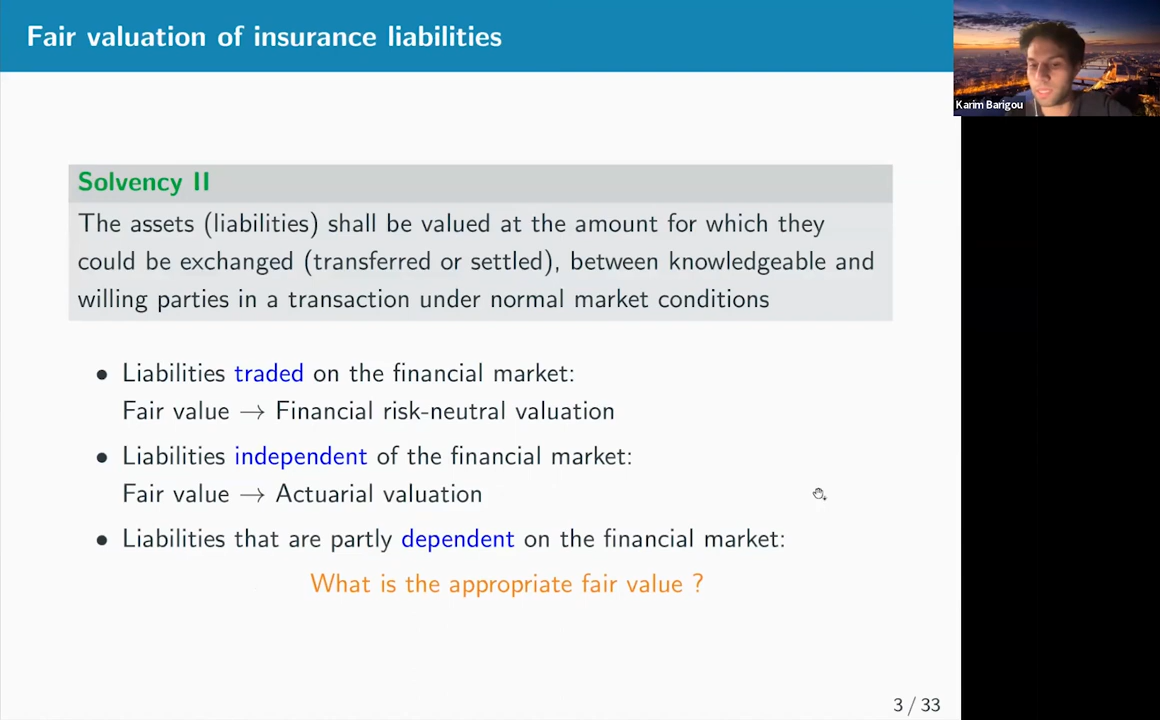 Fair valuation of insurance liabilities
Karim Barigou
Solvency II
The assets (liabilities) shall be valued at the amount for which they
could be exchanged (transferred or settled), between knowledgeable and
willing parties in a transaction under normal market conditions
• Liabilities traded on the financial market:
Fair value → Financial risk-neutral valuation
• Liabilities independent of the financial market:
Fair value → Actuarial valuation
• Liabilities that are partly dependent on the financial market:
What is the appropriate fair value ?
3 / 33